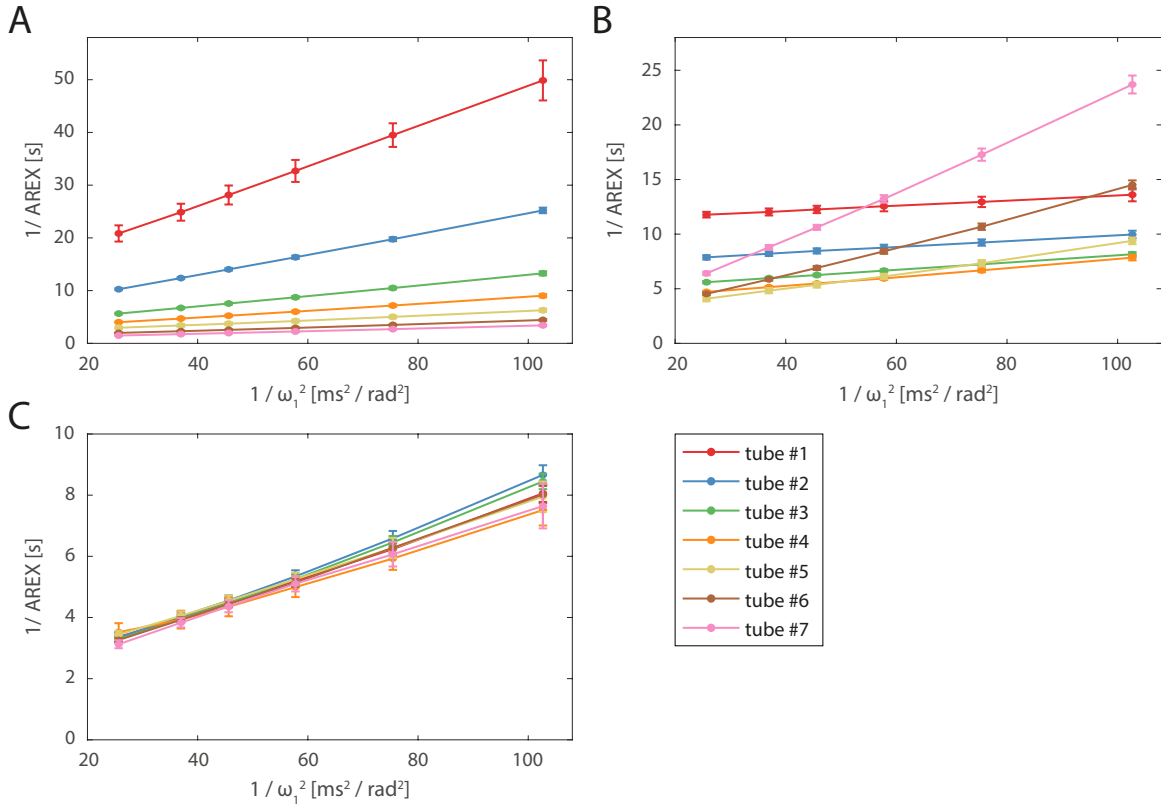 A
1/ AREX [s]
50
40
30
20
10
0
20 40 60 80 100
1 / ω₁² [ms² / rad²]
B
1/ AREX [s]
25
20
15
10
5
0
20 40 60 80 100
1 / ω₁² [ms² / rad²]
C
1/ AREX [s]
10
8
6
4
2
0
20 40 60 80 100
1 / ω₁² [ms² / rad²]
tube #1
tube #2
tube #3
tube #4
tube #5
tube #6
tube #7